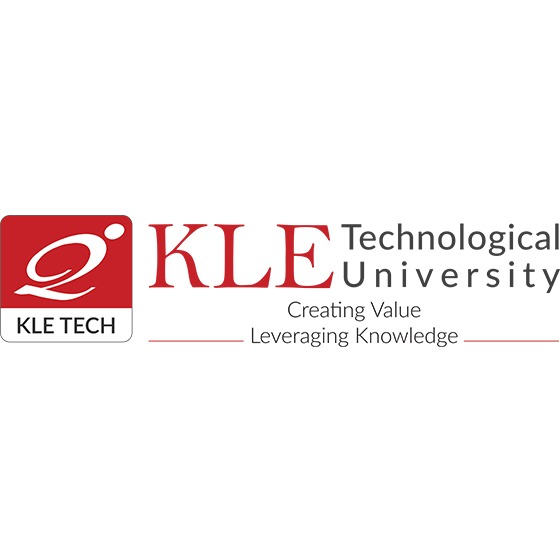 KLE TECH
KLE Technological
University
Creating Value
Leveraging Knowledge